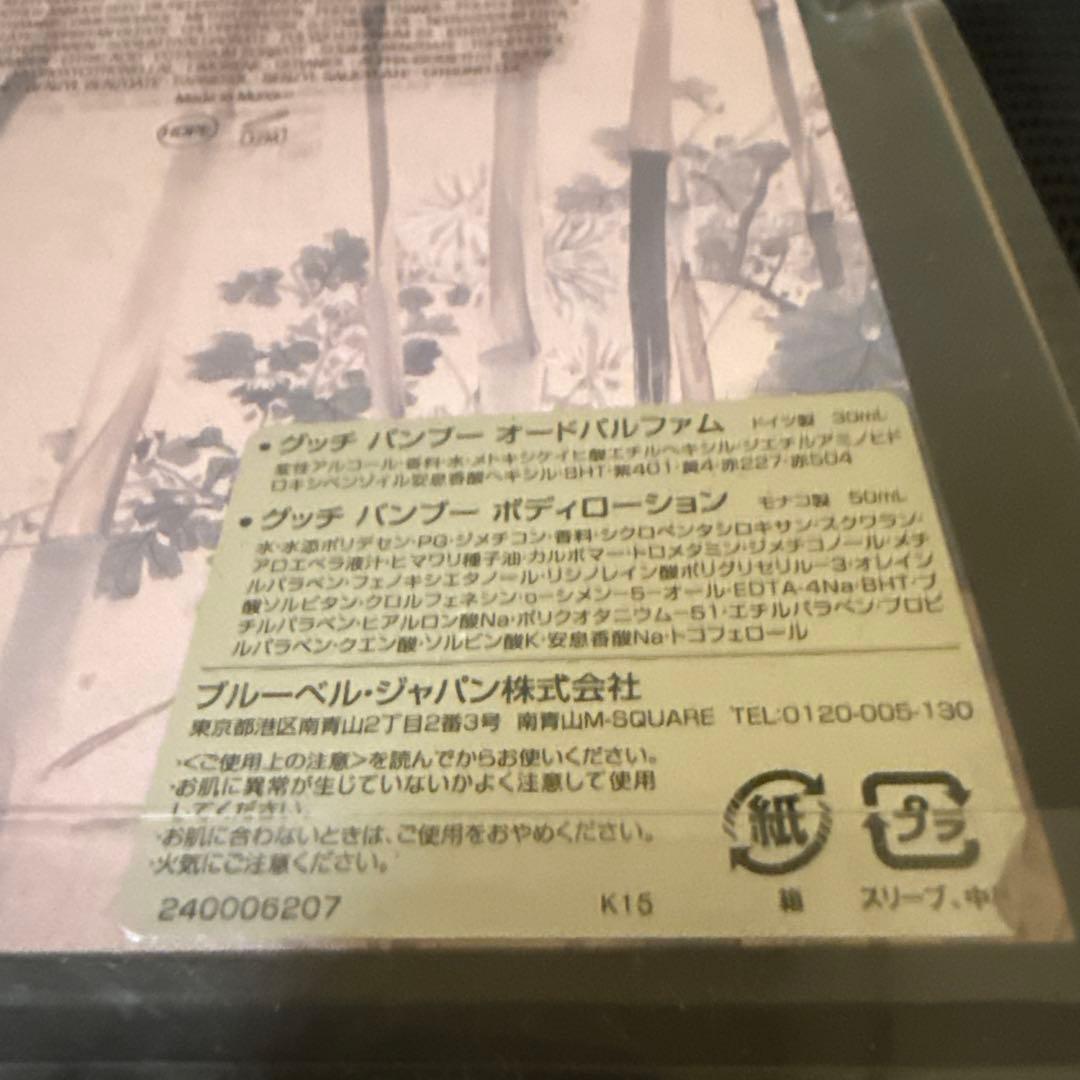 Made in Monaco
HDPE
• グッチ バンブー オードパルファム ドイツ製 30mL
変性アルコール・香料・水・メトキシケイヒ酸エチルヘキシル・ジエチルアミノヒド
ロキシベンゾイル安息香酸ヘキシル・BHT・紫401・黄4・赤227・赤504
• グッチ バンブー ボディローション モナコ製 50mL
水・水添ポリデセン・PG・ジメチコン・香料・シクロペンタシロキサン・スクワラン・
アロエベラ液汁・ヒマワリ種子油・カルボマー・トロメタミン・ジメチコノール・メチ
ルパラベン・フェノキシエタノール・リシノレイン酸ポリグリセリル-3・オレイン
酸ソルビタン・クロルフェネシン・o-シメン-5-オール・EDTA-4Na・BHT・ブ
チルパラベン・ヒアルロン酸Na・ポリクオタニウム-51・エチルパラベン・プロピ
ルパラベン・クエン酸・ソルビン酸K・安息香酸Na・トコフェロール
ブルーベル・ジャパン株式会社
東京都港区南青山2丁目2番3号 南青山M-SQUARE TEL:0120-005-130
・<ご使用上の注意>を読んでからお使いください。
・お肌に異常が生じていないかよく注意して使用
してください。
・お肌に合わないときは、ご使用をおやめください。
・火気にご注意ください。
紙 プラ
箱 スリーブ、中
240006207 K15